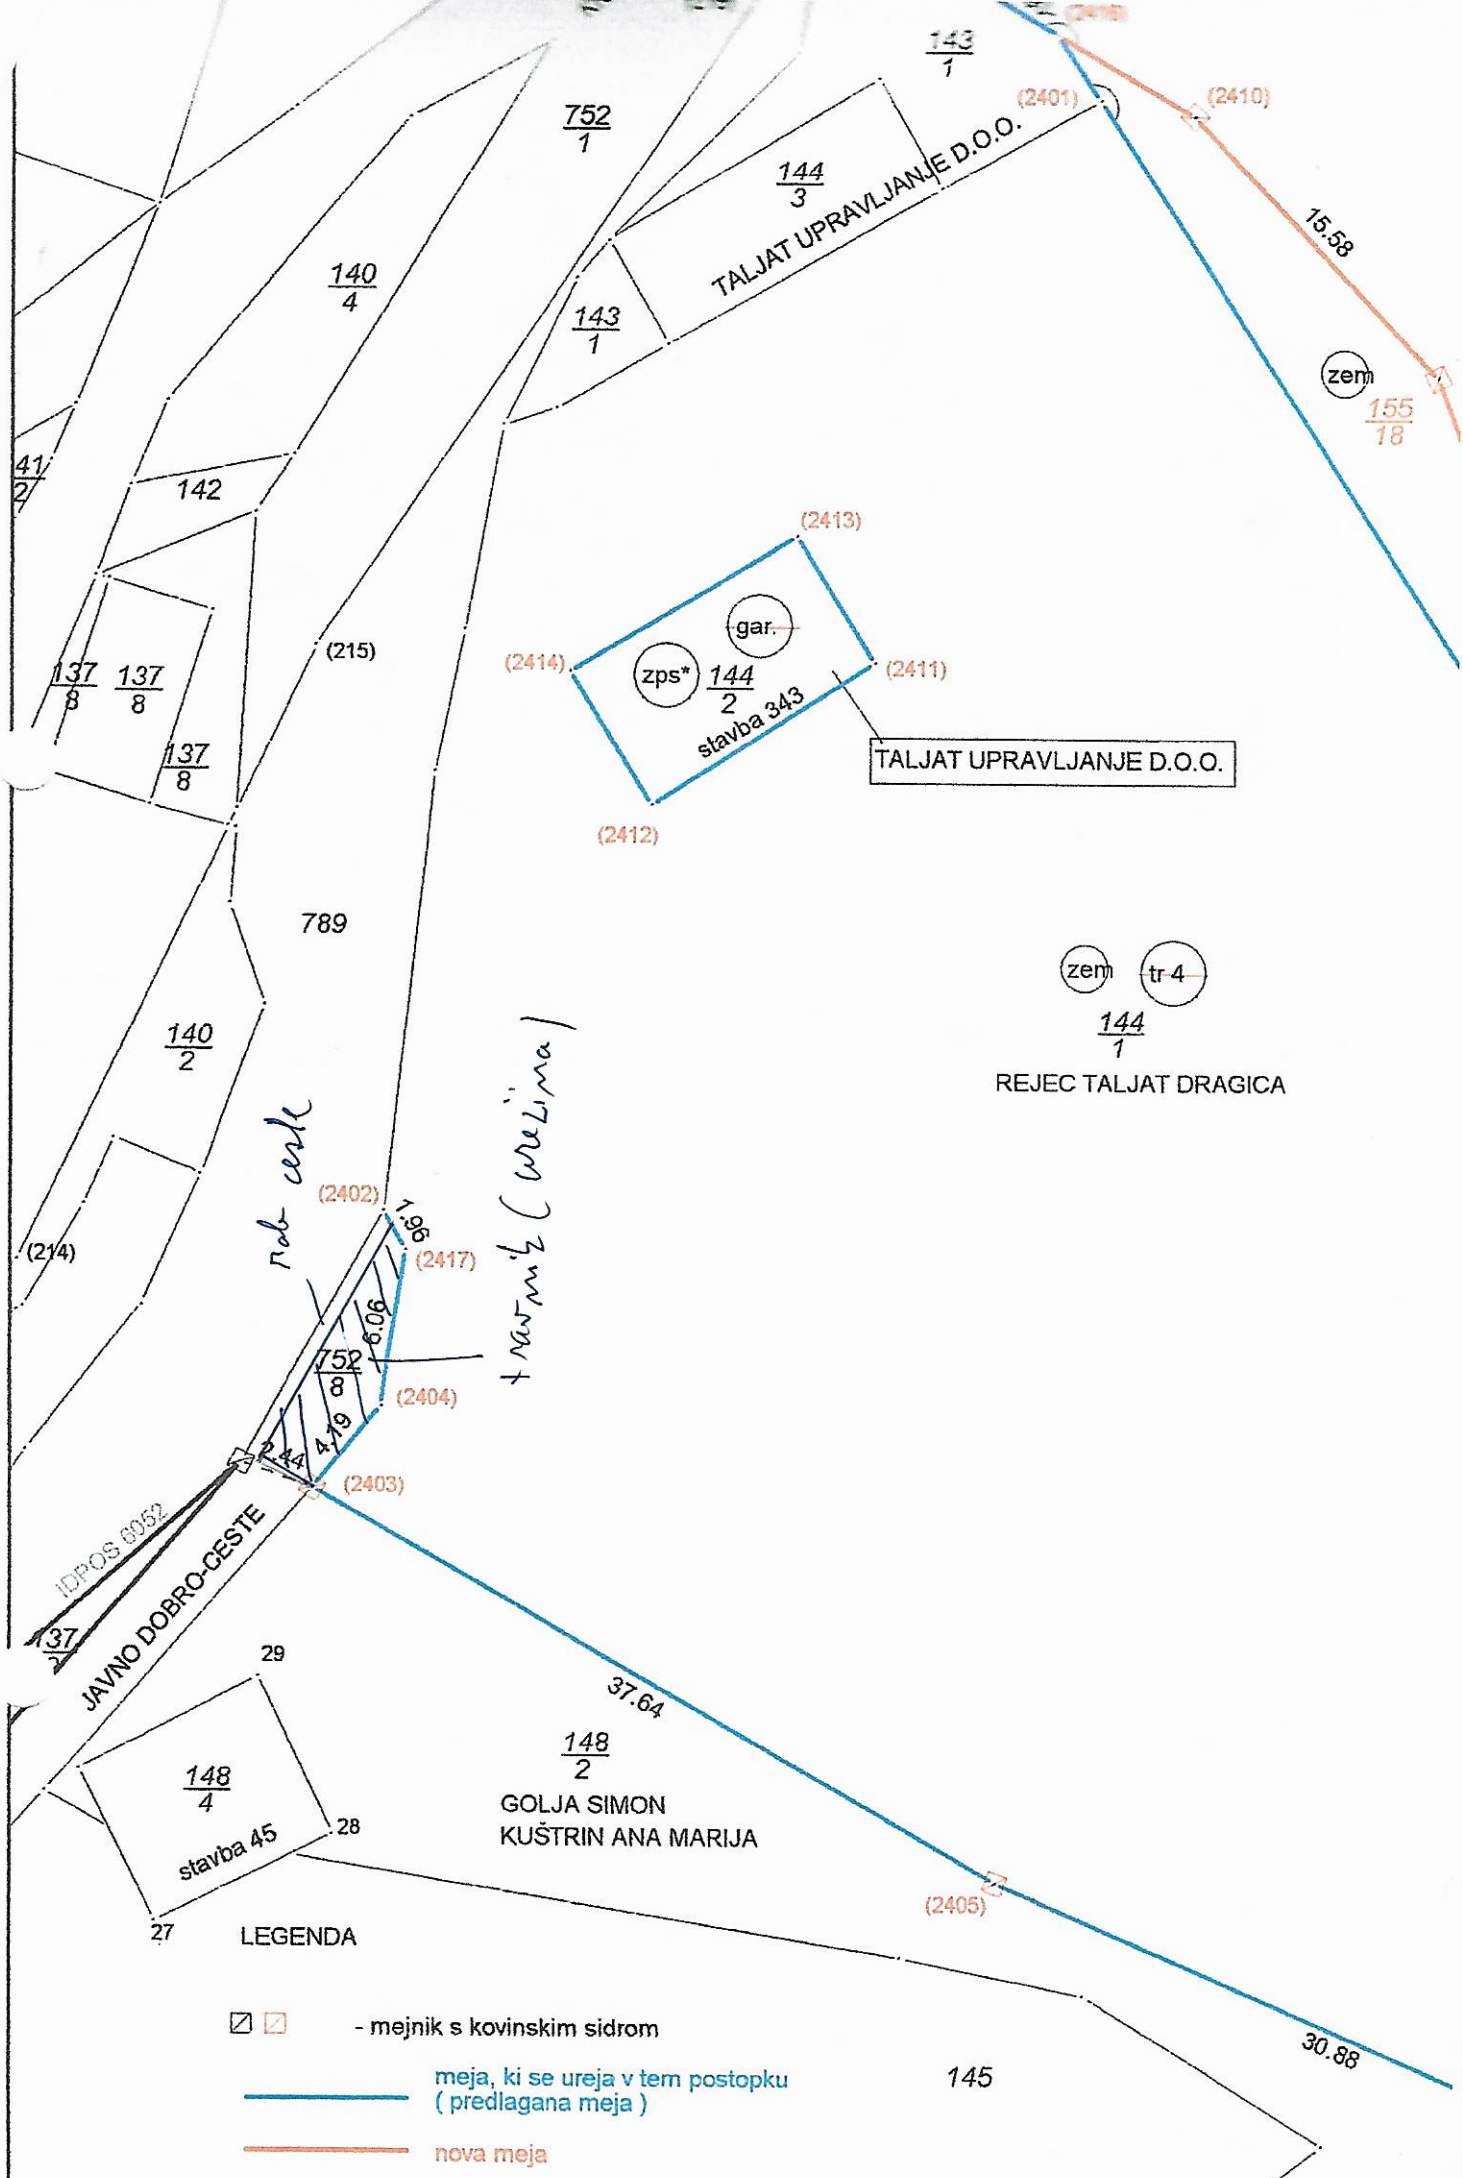 143
1
(2401)
(2410)
752
1
144
3
TALJAT UPRAVLJANJE D.O.O.
15.58
140
4
143
1
zem
155
18
41
2
142
(2413)
gar.
(215)
(2414)
zps*
144
2
(2411)
stavba 343
137
8
137
8
137
8
TALJAT UPRAVLJANJE D.O.O.
(2412)
789
zem
tr 4
144
1
REJEC TALJAT DRAGICA
140
2
rob ceste
travnik (
(2402)
1.96
(214)
(2417)
6.06
752
8
(2404)
4.19
2.44
(2403)
IDPOS 6052
JAVNO DOBRO-CESTE
137
29
37.64
148
2
148
4
GOLJA SIMON
KUŠTRIN ANA MARIJA
28
stavba 45
(2405)
27
LEGENDA
- mejnik s kovinskim sidrom
30.88
meja, ki se ureja v tem postopku
( predlagana meja )
145
nova meja